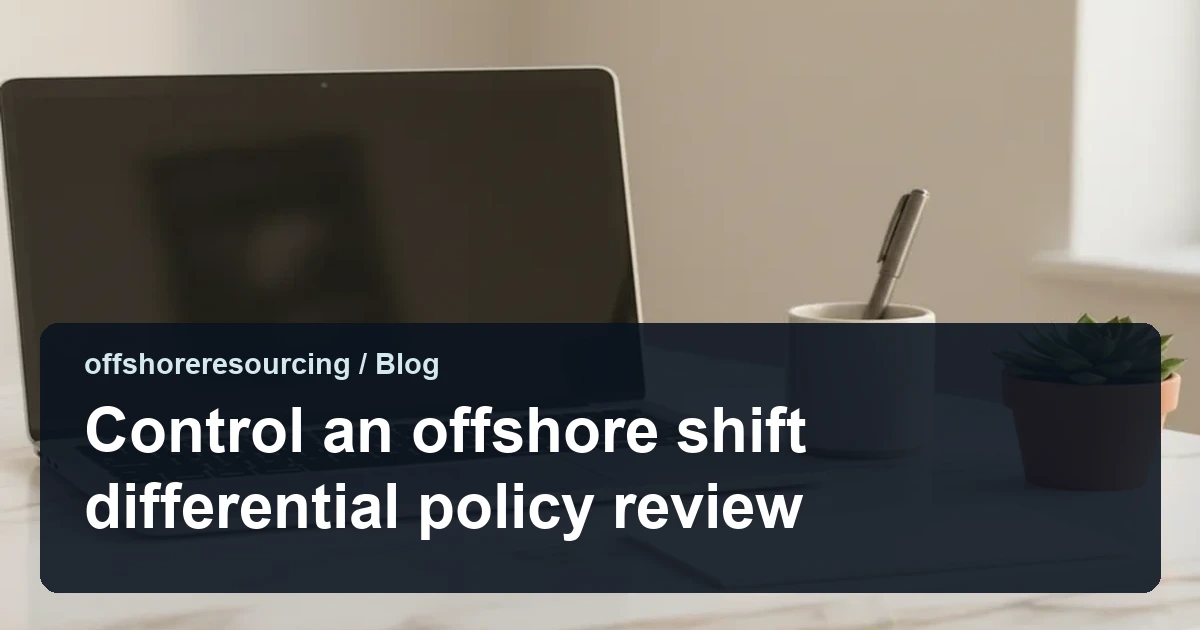 offshoreresourcing / Blog
Control an offshore shift
differential policy review